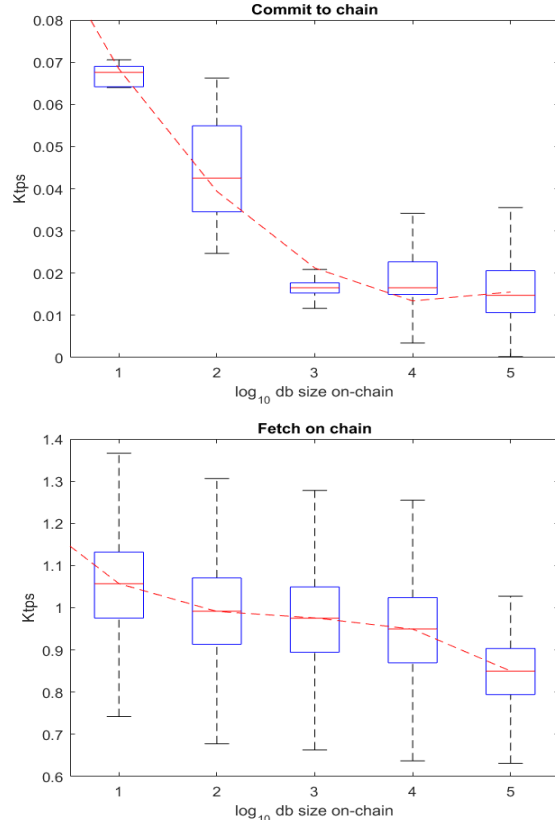 Commit to chain
0.08
0.07
0.06
0.05
0.04
0.03
0.02
0.01
0
Ktps
1 2 3 4 5
log10 db size on-chain
Fetch on chain
1.4
1.3
1.2
1.1
1
0.9
0.8
0.7
0.6
Ktps
1 2 3 4 5
log10 db size on-chain